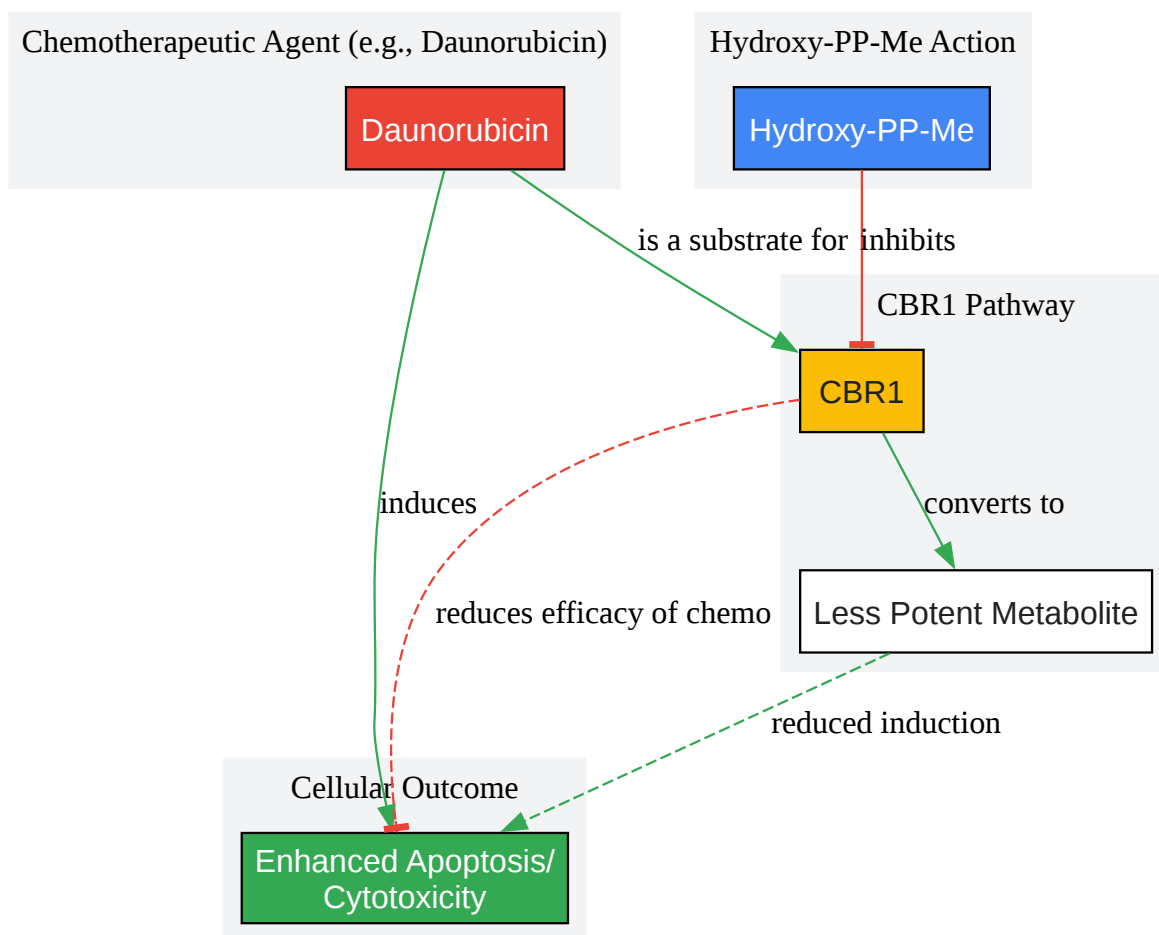 Chemotherapeutic Agent (e.g., Daunorubicin)
Hydroxy-PP-Me Action
Daunorubicin
Hydroxy-PP-Me
is a substrate for
inhibits
CBR1 Pathway
CBR1
induces
converts to
reduces efficacy of chemo
Less Potent Metabolite
reduced induction
Cellular Outcome
Enhanced Apoptosis/
Cytotoxicity